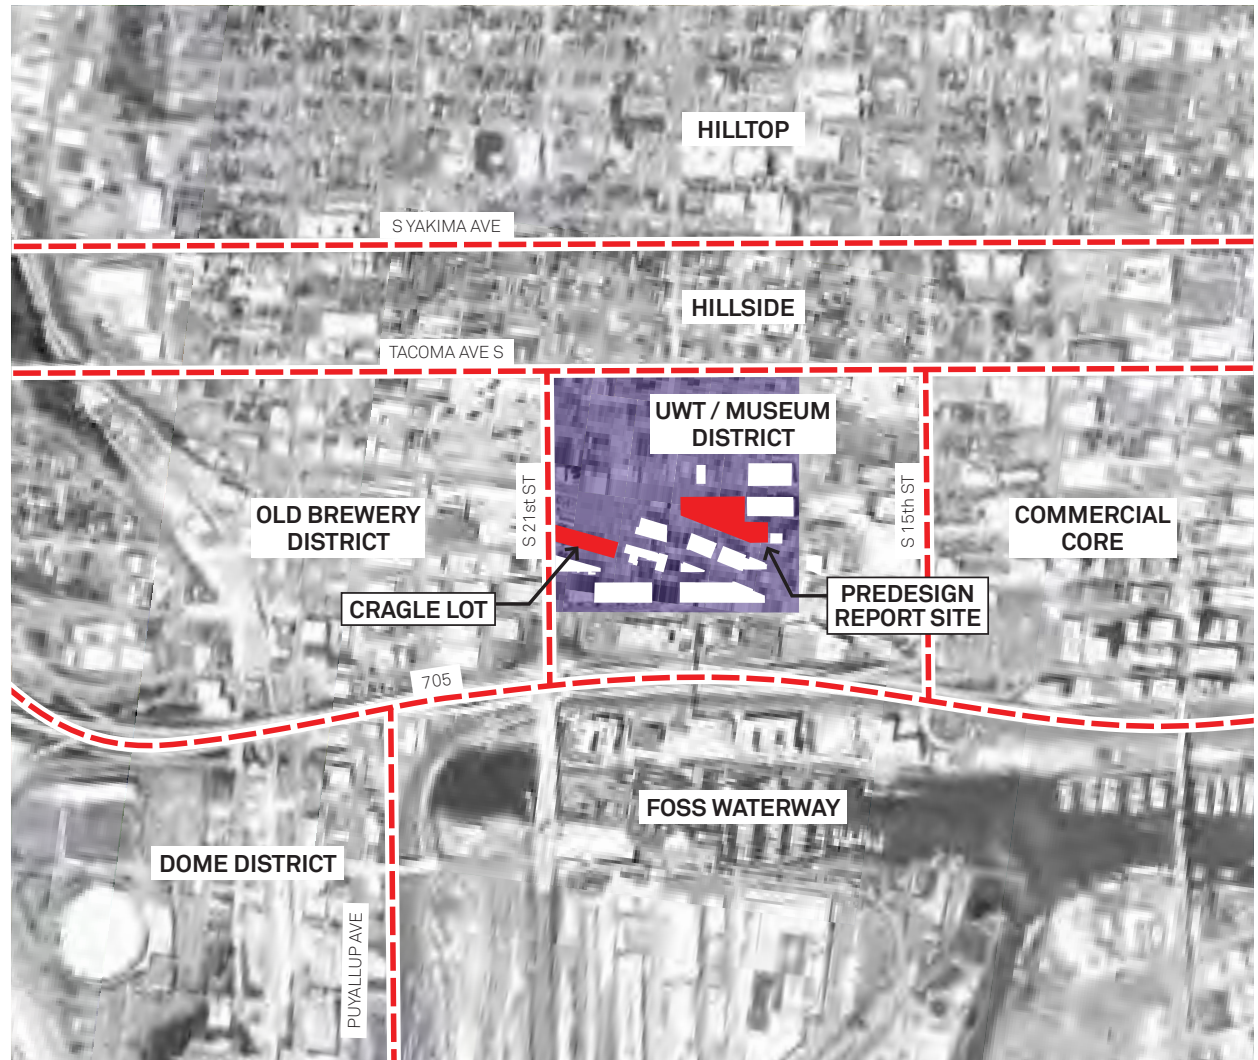 HILLTOP
S YAKIMA AVE
HILLSIDE
TACOMA AVE S
UWT / MUSEUM
DISTRICT
S 21st ST
S 15th ST
OLD BREWERY
DISTRICT
COMMERCIAL
CORE
CRAGLE LOT
PREDESIGN
REPORT SITE
705
FOSS WATERWAY
DOME DISTRICT
PUYALLUP AVE